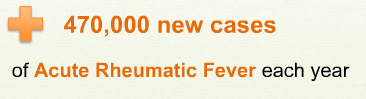 470,000 new cases
of Acute Rheumatic Fever each year